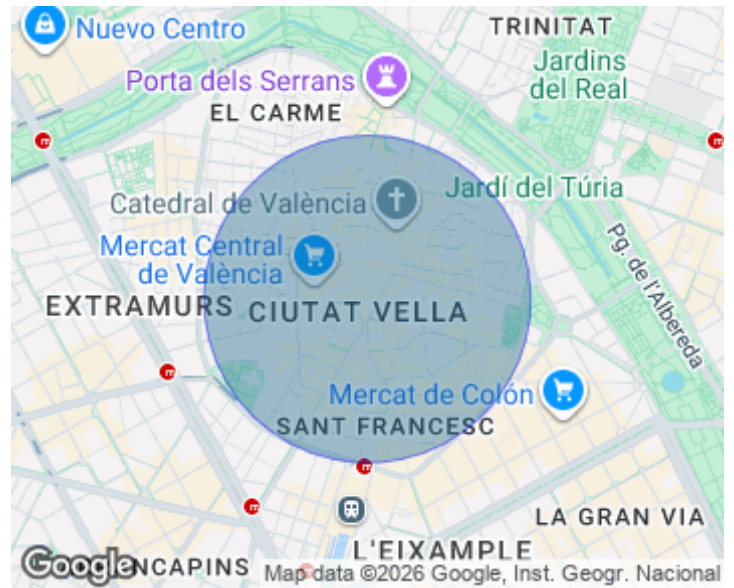 Nuevo Centro
TRINITAT
Jardins
del Real
Porta dels Serrans
EL CARME
Catedral de València
Jardí del Túria
Mercat Central
de València
Pg. de l'Albereda
EXTRAMURS
CIUTAT VELLA
Mercat de Colón
SANT FRANCESC
LA GRAN VIA
L'EIXAMPLE
Google
NCAPINS
Map data ©2026 Google, Inst. Geogr. Nacional